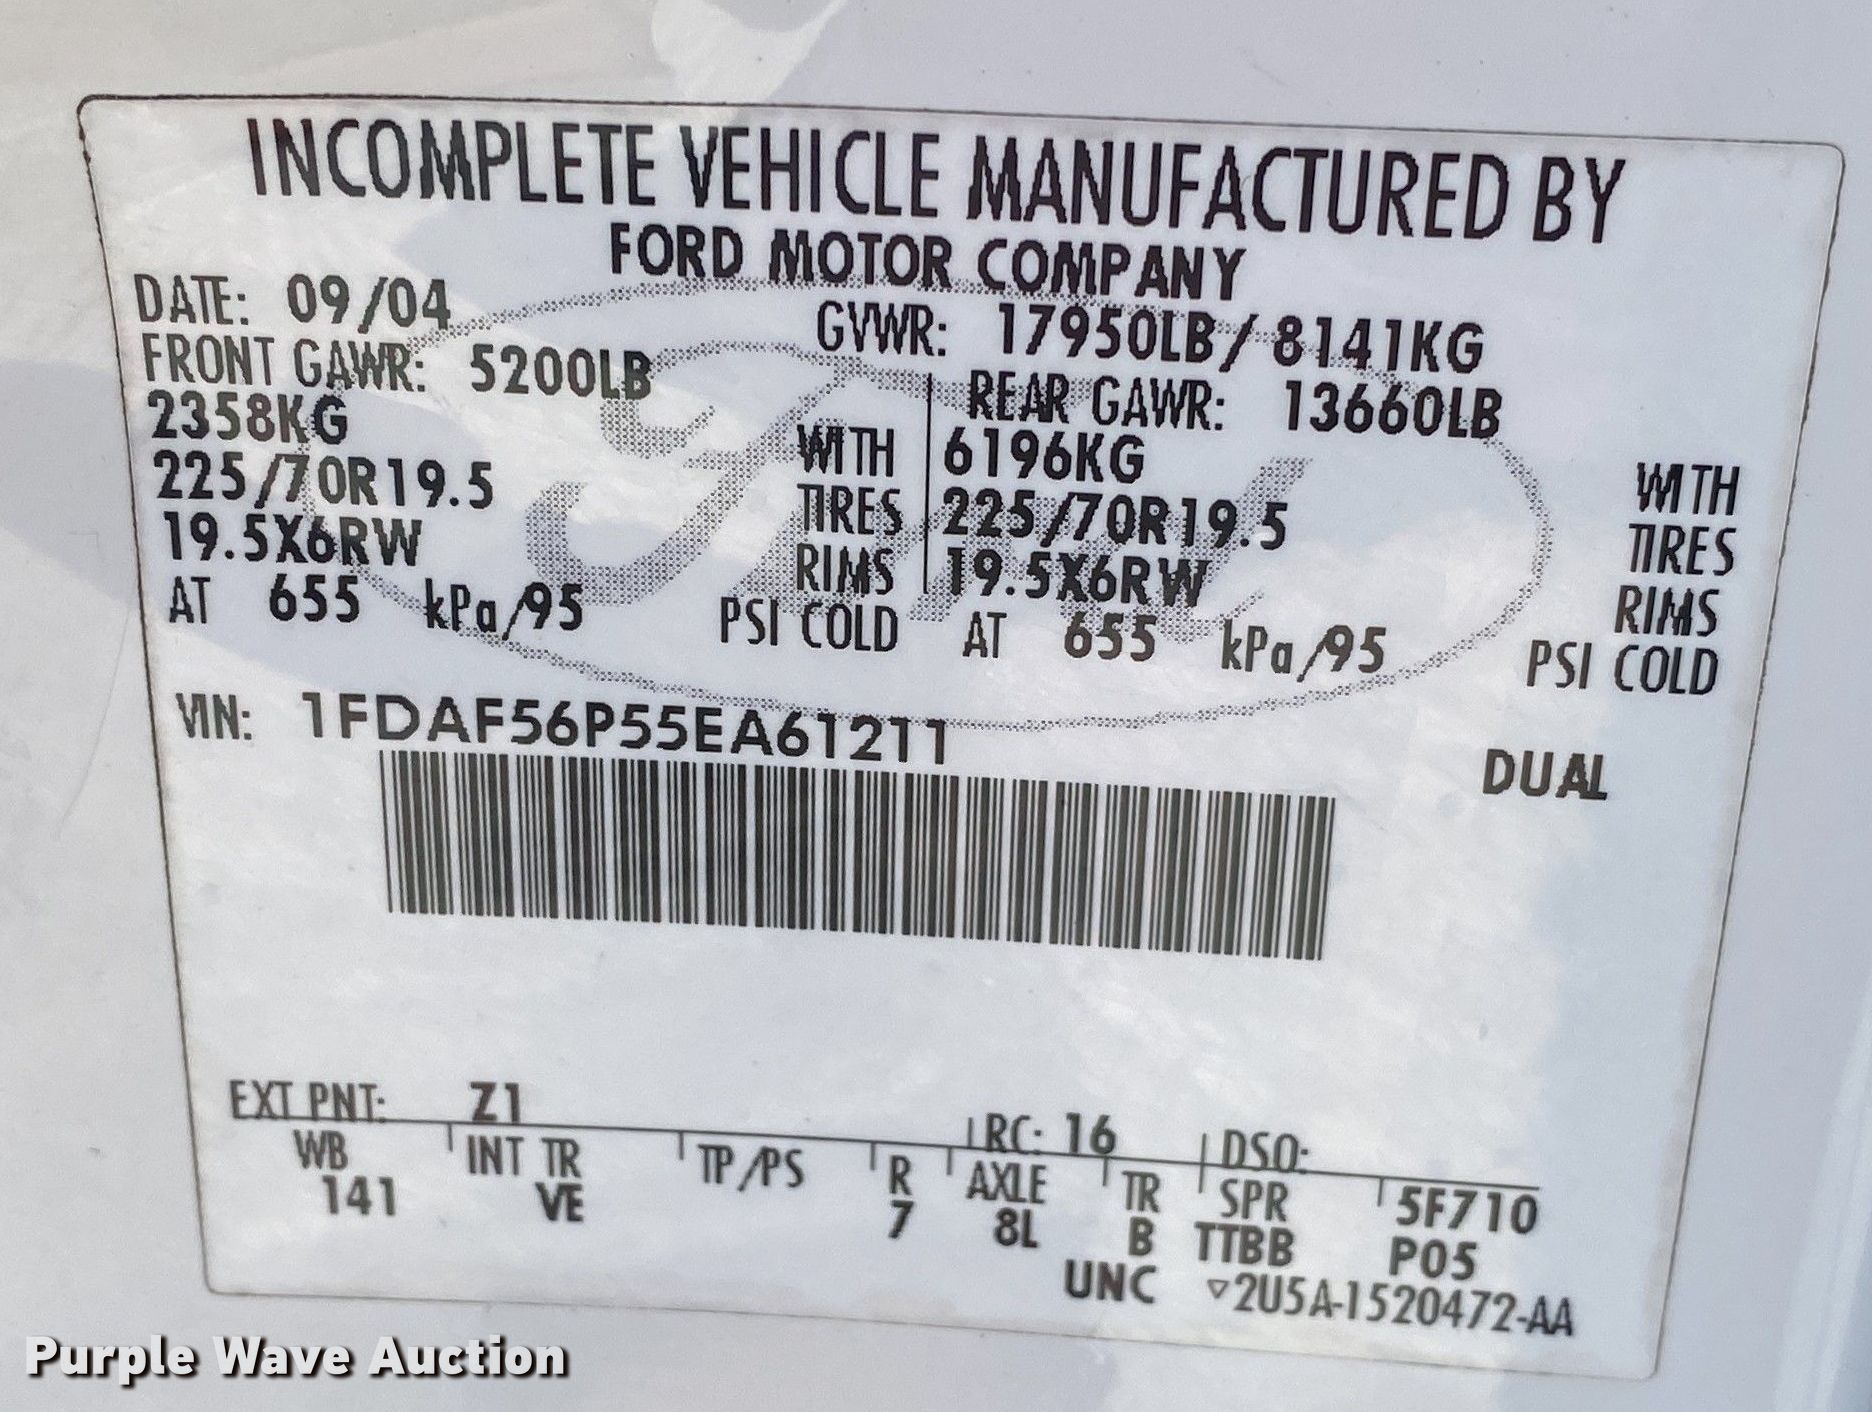 INCOMPLETE VEHICLE MANUFACTURED BY
FORD MOTOR COMPANY
DATE: 09/04 GVWR: 17950LB/ 8141KG
FRONT GAWR: 5200LB REAR GAWR: 13660LB
2358KG WITH 6196KG WITH
225/70R19.5 TIRES 225/70R19.5 TIRES
19.5X6RW RIMS 19.5X6RW RIMS
AT 655 kPa/95 PSI COLD AT 655 kPa/95 PSI COLD
VIN: 1FDAF56P55EA61211
DUAL
EXT PNT: Z1 RC: 16 DSO:
WB INT TR TP/PS R AXLE TR SPR 5F710
141 VE 7 8L B TTBB P05
UNC ▽2U5A-1520472-AA
Purple Wave Auction